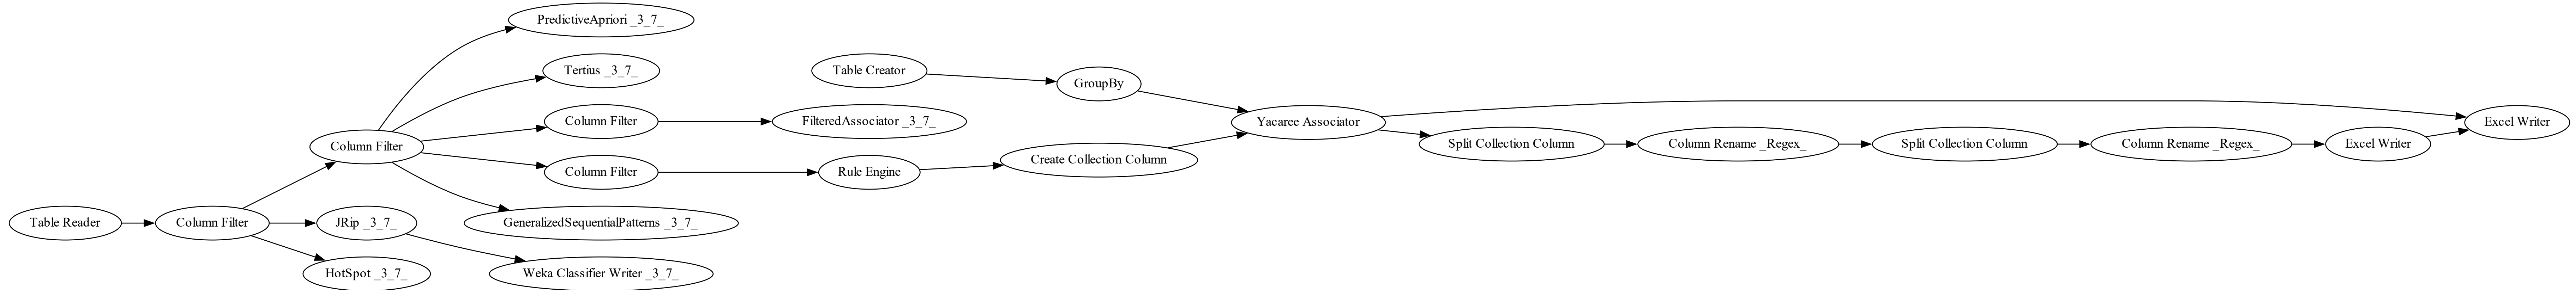 PredictiveApriori _3_7_
Tertius _3_7_
Table Creator
GroupBy
Column Filter
FilteredAssociator _3_7_
Yacaree Associator
Excel Writer
Column Filter
Split Collection Column
Column Rename _Regex_
Split Collection Column
Column Rename _Regex_
Excel Writer
Create Collection Column
Column Filter
Rule Engine
Table Reader
Column Filter
JRip _3_7_
GeneralizedSequentialPatterns _3_7_
HotSpot _3_7_
Weka Classifier Writer _3_7_